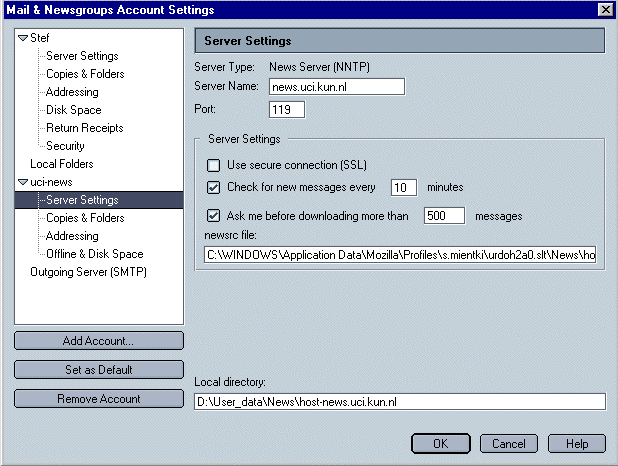 Mail & Newsgroups Account Settings
Stef
Server Settings
Copies & Folders
Addressing
Disk Space
Return Receipts
Security
Local Folders
uci-news
Server Settings
Copies & Folders
Addressing
Offline & Disk Space
Outgoing Server (SMTP)
Add Account...
Set as Default
Remove Account
Server Settings
Server Type: News Server (NNTP)
Server Name: news.uci.kun.nl
Port: 119
Server Settings
Use secure connection (SSL)
Check for new messages every 10 minutes
Ask me before downloading more than 500 messages
newsrc file:
C:\WINDOWS\Application Data\Mozilla\Profiles\s.mientki\urdoh2a0.slt\News\ho
Local directory:
D:\User_data\News\host-news.uci.kun.nl
OK Cancel Help